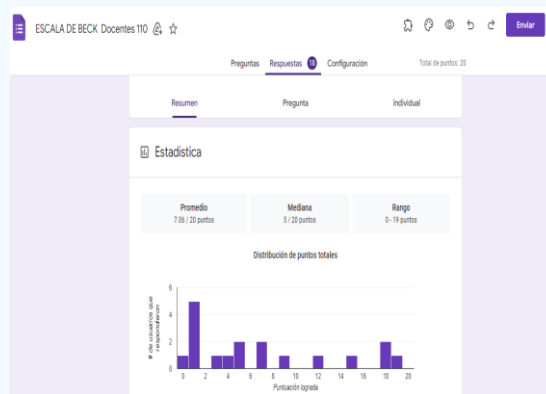 ESCALA DE BECK Docentes 110
Enviar
Preguntas Respuestas 18 Configuración Total de puntos: 20
Resumen Pregunta Individual
Estadística
Promedio Mediana Rango
7.06 / 20 puntos 5 / 20 puntos 0 - 19 puntos
Distribución de puntos totales
# de usuarios que
respondieron
6
4
2
0
0 2 4 6 8 10 12 14 16 18 20
Puntuación lograda